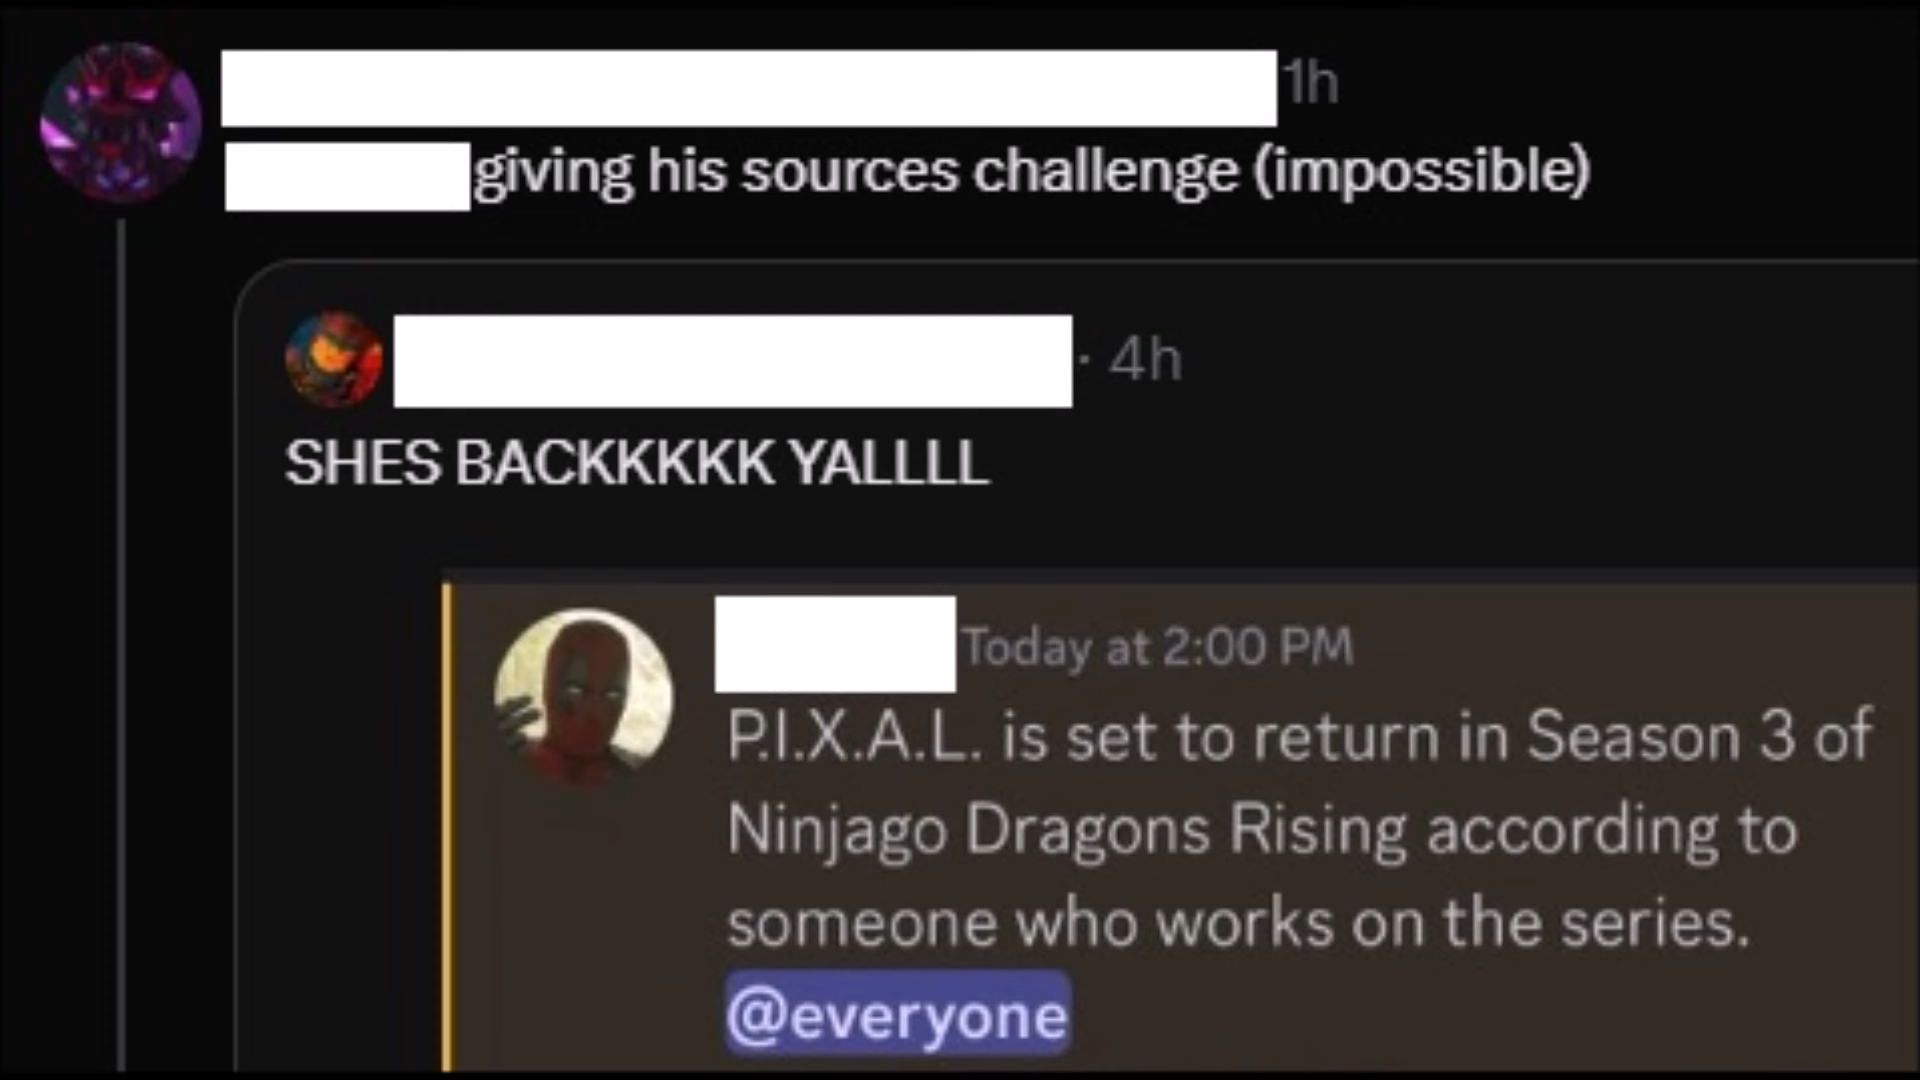 1h
giving his sources challenge (impossible)
· 4h
SHES BACKKKKK YALLLL
Today at 2:00 PM
P.I.X.A.L. is set to return in Season 3 of
Ninjago Dragons Rising according to
someone who works on the series.
@everyone